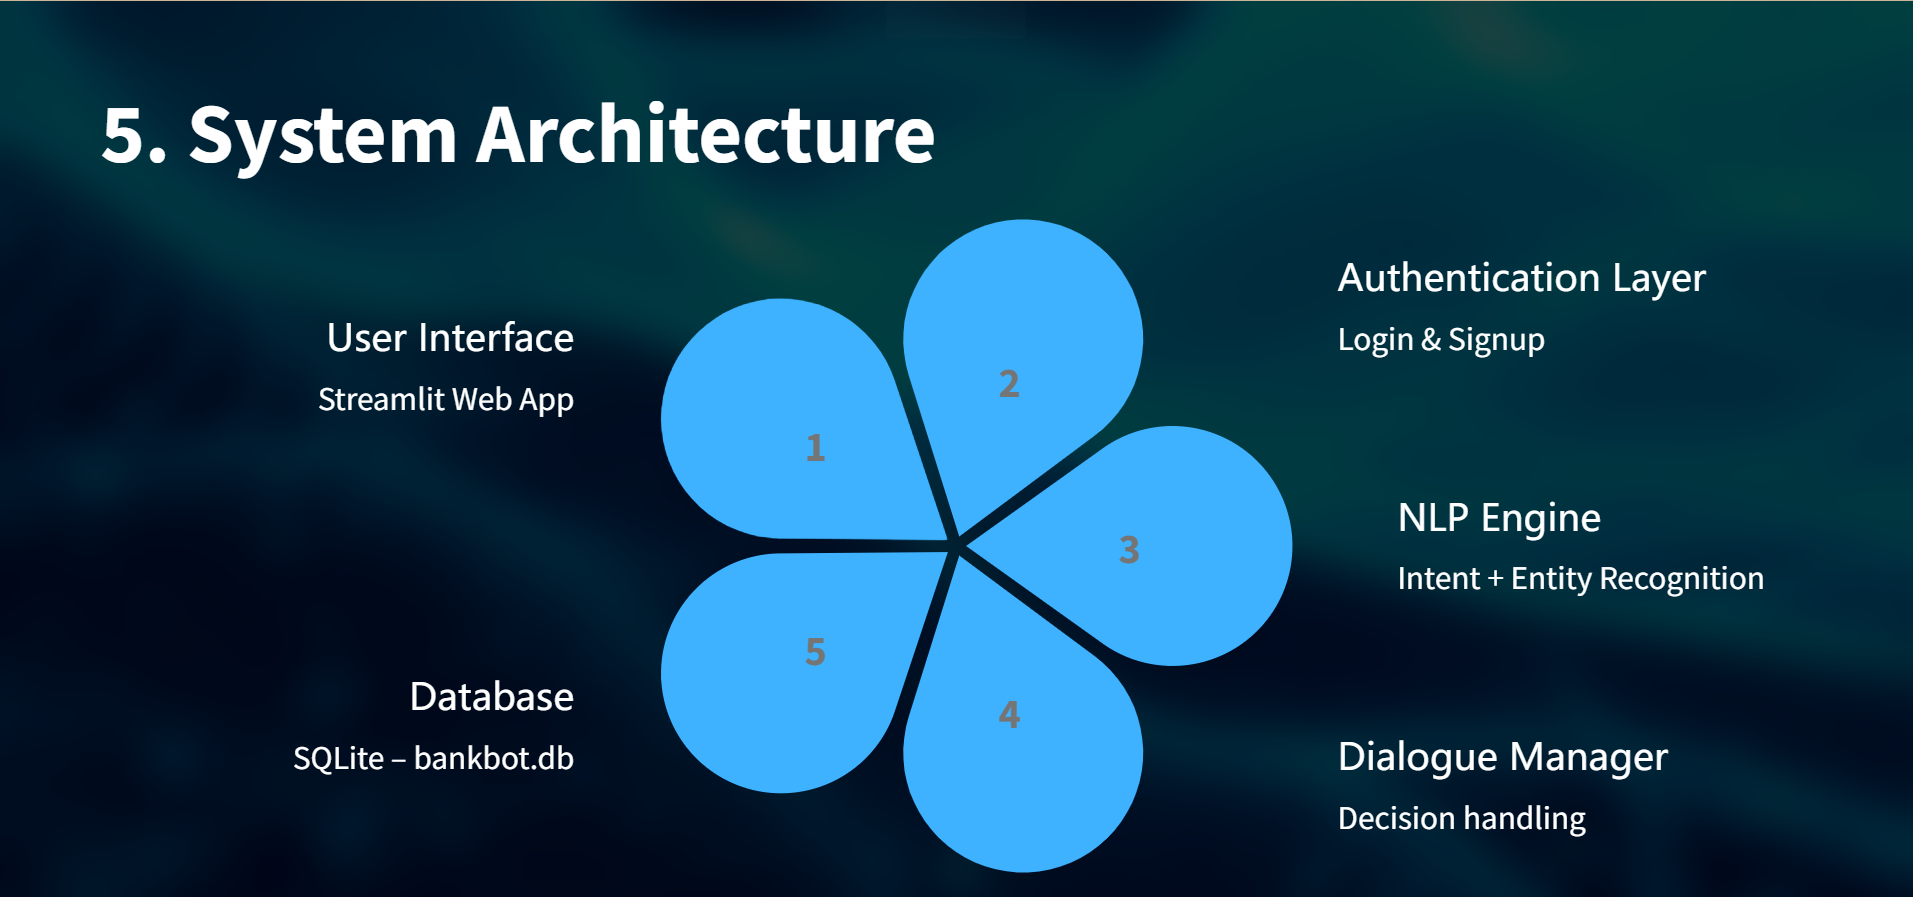 5. System Architecture
1
User Interface
Streamlit Web App
2
Authentication Layer
Login & Signup
3
NLP Engine
Intent + Entity Recognition
4
Dialogue Manager
Decision handling
5
Database
SQLite – bankbot.db